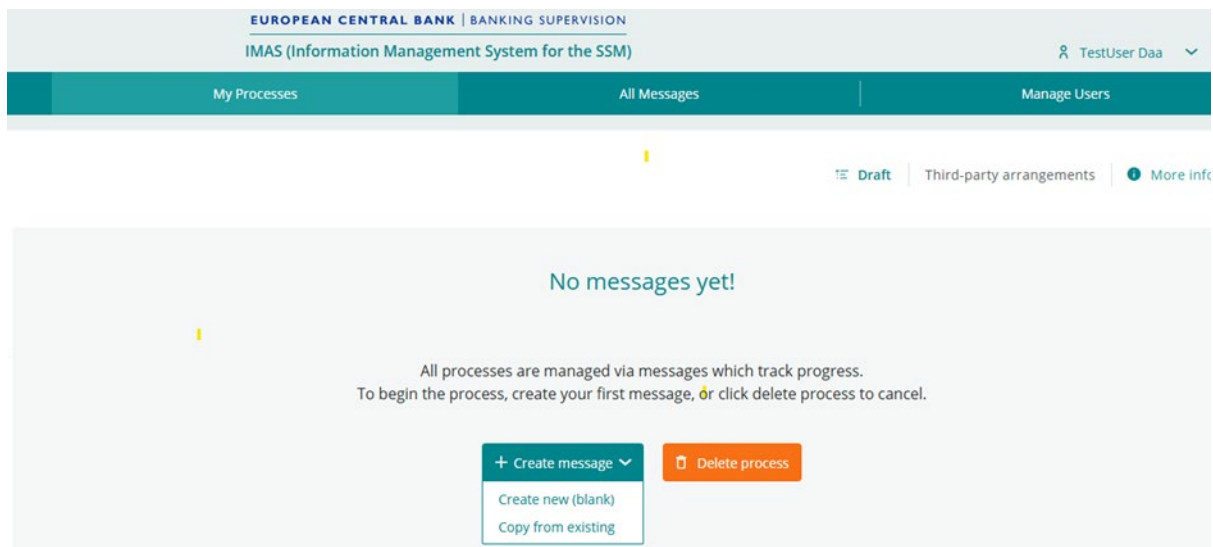 EUROPEAN CENTRAL BANK | BANKING SUPERVISION
IMAS (Information Management System for the SSM)
TestUser Daa
My Processes All Messages Manage Users
Draft Third-party arrangements More info
No messages yet!
All processes are managed via messages which track progress.
To begin the process, create your first message, or click delete process to cancel.
+ Create message Delete process
Create new (blank)
Copy from existing